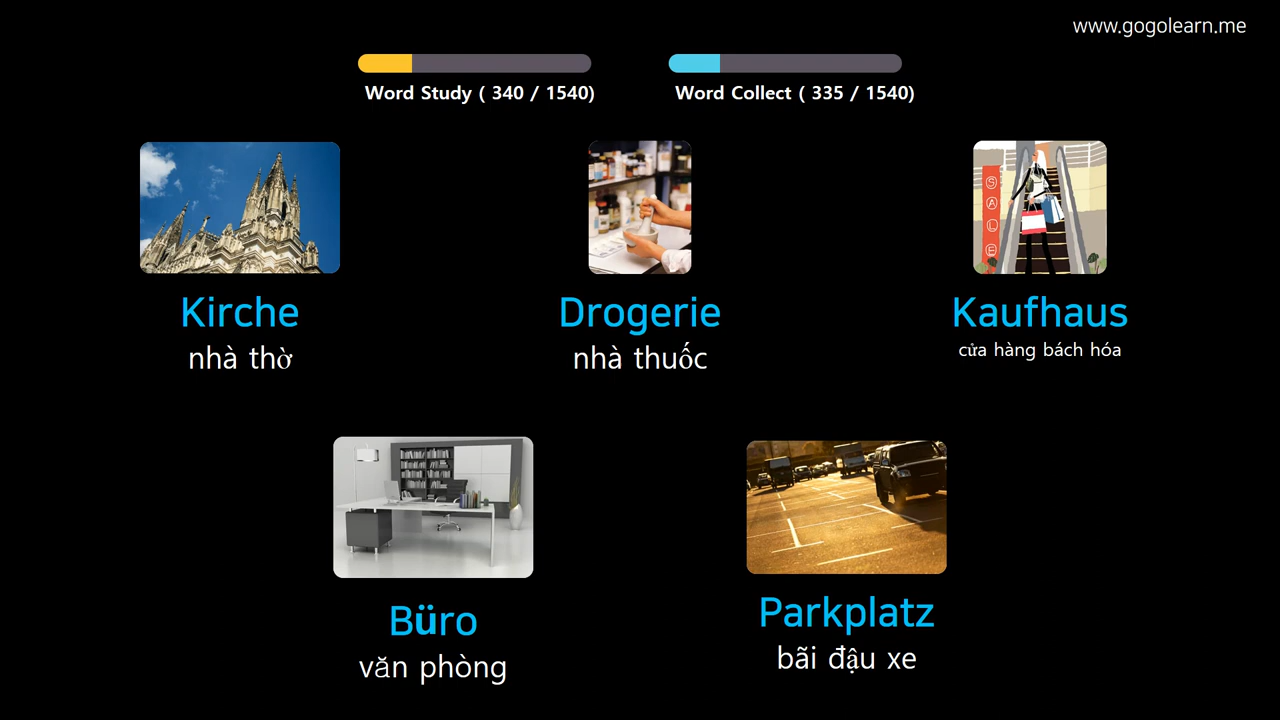 www.gogolearn.me
Word Study ( 340 / 1540)
Word Collect ( 335 / 1540)
SALE
Kirche
nhà thờ
Drogerie
nhà thuốc
Kaufhaus
cửa hàng bách hóa
Büro
văn phòng
Parkplatz
bãi đậu xe